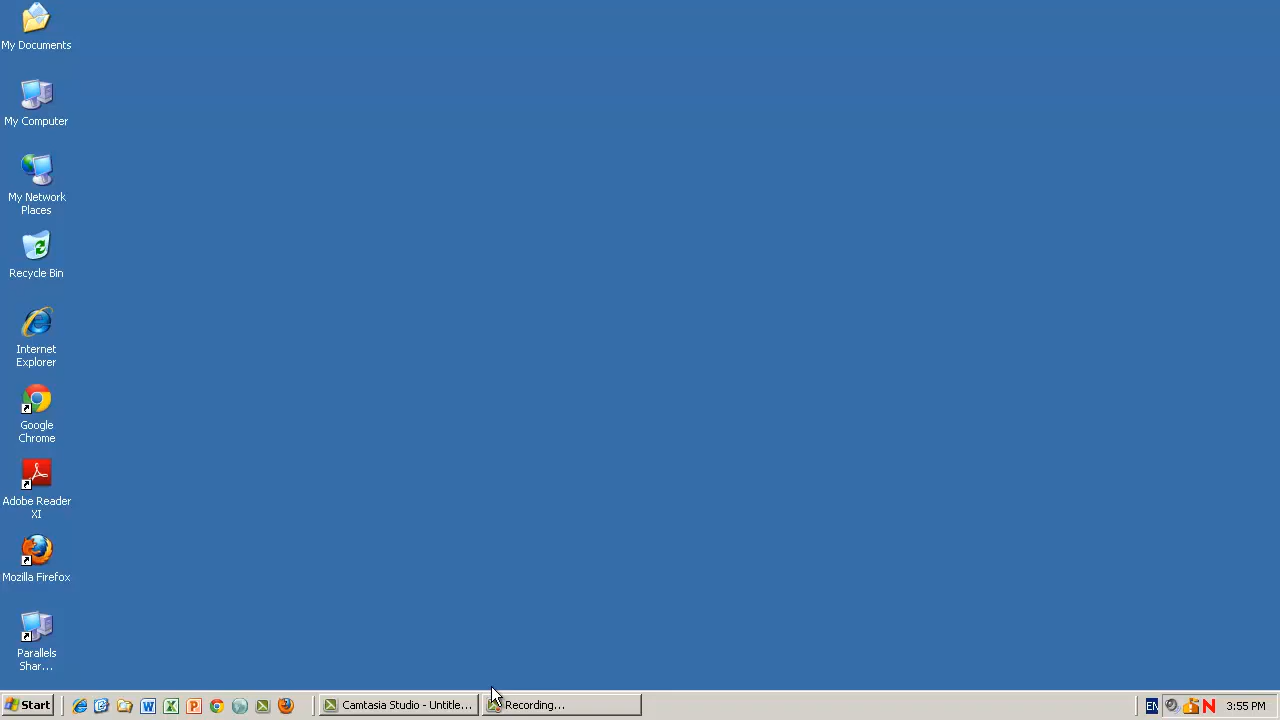 My Documents
My Computer
My Network
Places
Recycle Bin
Internet
Explorer
Google
Chrome
Adobe Reader
XI
Mozilla Firefox
Parallels
Shar...
Start
Camtasia Studio - Untitle...
Recording...
EN
3:55 PM